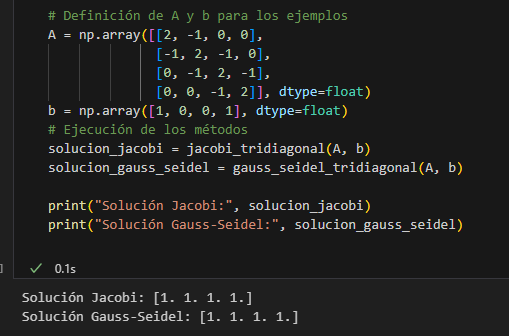 # Definición de A y b para los ejemplos
A = np.array([[2, -1, 0, 0],
[-1, 2, -1, 0],
[0, -1, 2, -1],
[0, 0, -1, 2]], dtype=float)
b = np.array([1, 0, 0, 1], dtype=float)
# Ejecución de los métodos
solucion_jacobi = jacobi_tridiagonal(A, b)
solucion_gauss_seidel = gauss_seidel_tridiagonal(A, b)
print("Solución Jacobi:", solucion_jacobi)
print("Solución Gauss-Seidel:", solucion_gauss_seidel)
] ✓ 0.1s
Solución Jacobi: [1. 1. 1. 1.]
Solución Gauss-Seidel: [1. 1. 1. 1.]